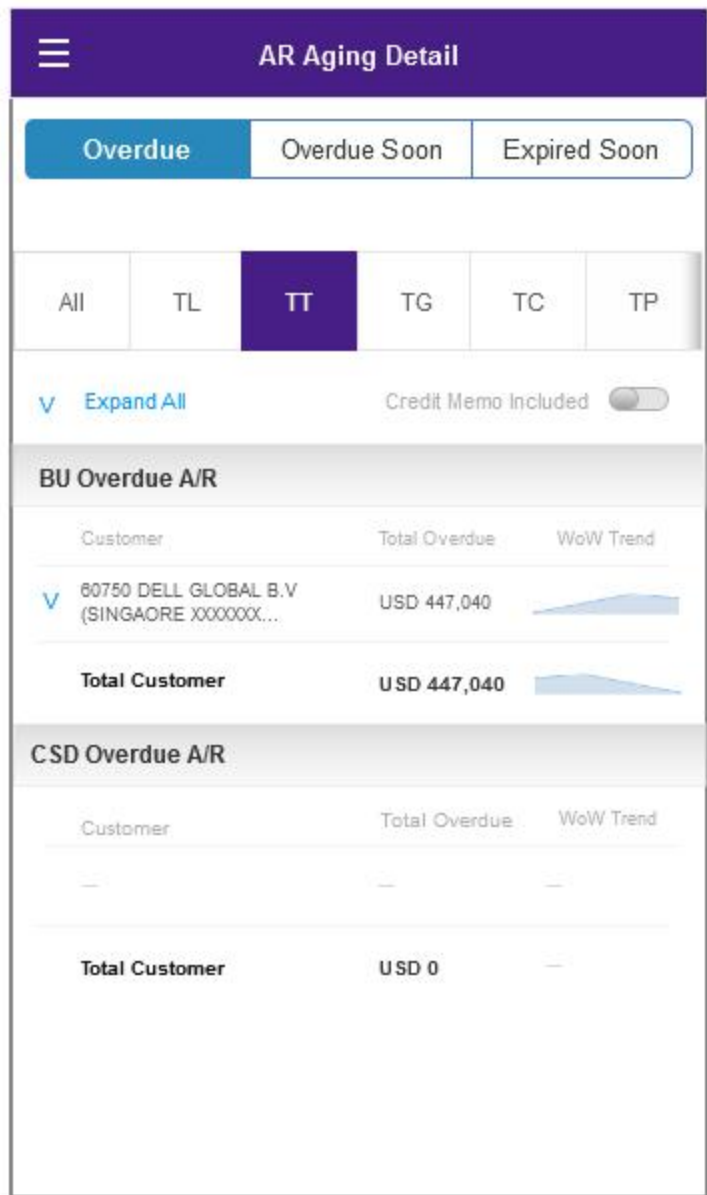 AR Aging Detail
Overdue Overdue Soon Expired Soon
All TL TT TG TC TP
V Expand All Credit Memo Included
BU Overdue A/R
Customer Total Overdue WoW Trend
V 60750 DELL GLOBAL B.V USD 447,040
(SINGAORE XXXXXXX...
Total Customer USD 447,040
CSD Overdue A/R
Customer Total Overdue WoW Trend
— — —
Total Customer USD 0 —